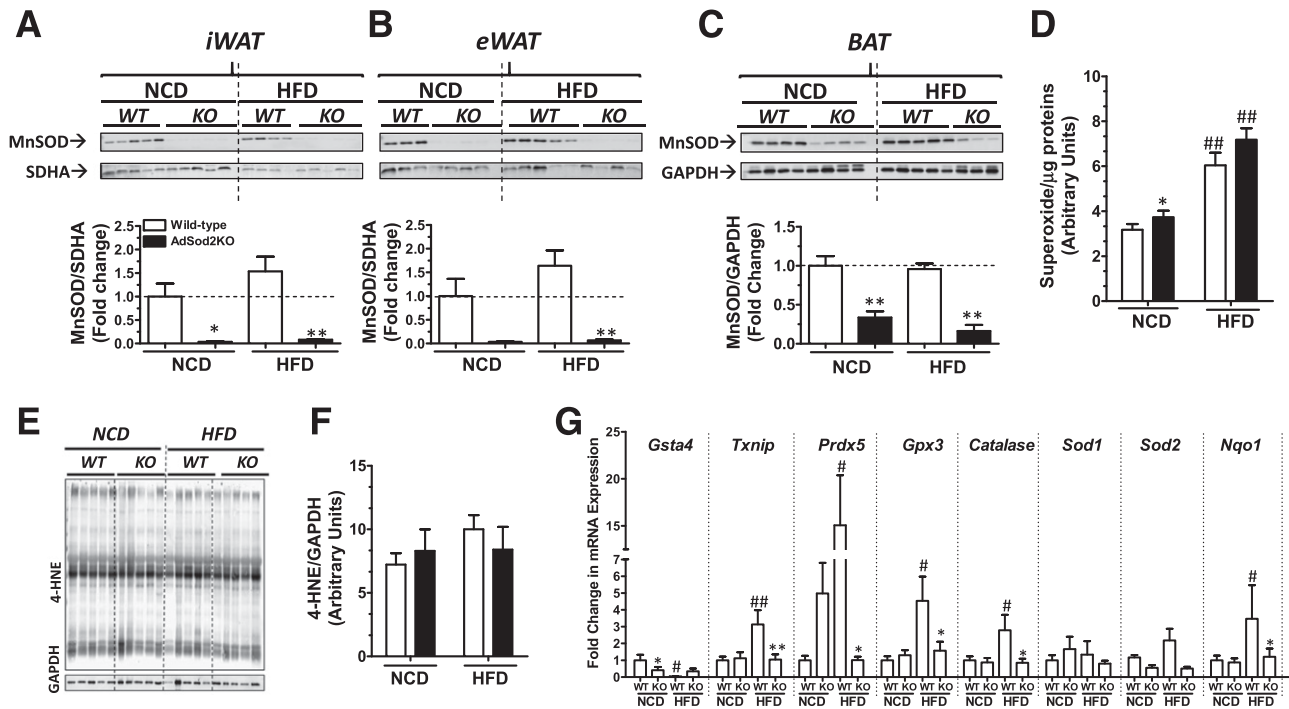 A
iWAT
NCD HFD
WT KO WT KO
MnSOD→
SDHA→
MnSOD/SDHA
(Fold change)
2.5
2.0
1.5
1.0
0.5
0.0
Wild-type
AdSod2KO
* **
NCD HFD
B
eWAT
NCD HFD
WT KO WT KO
MnSOD/SDHA
(Fold change)
2.5
2.0
1.5
1.0
0.5
0.0
**
NCD HFD
C
BAT
NCD HFD
WT KO WT KO
MnSOD→
GAPDH→
MnSOD/GAPDH
(Fold Change)
1.5
1.0
0.5
0.0
** **
NCD HFD
D
Superoxide/µg proteins
(Arbitrary Units)
10
8
6
4
2
0
* ## ##
NCD HFD
E
NCD HFD
WT KO WT KO
4-HNE
GAPDH
F
4-HNE/GAPDH
(Arbitrary Units)
15
10
5
0
NCD HFD
G
Fold Change in mRNA Expression
25
20
15
10
7
6
5
4
3
2
1
0
Gsta4 Txnip Prdx5 Gpx3 Catalase Sod1 Sod2 Nqo1
* # ## ** # * # * # * # *
WT KO WT KO WT KO WT KO WT KO WT KO WT KO WT KO WT KO WT KO WT KO WT KO WT KO WT KO WT KO WT KO
NCD HFD NCD HFD NCD HFD NCD HFD NCD HFD NCD HFD NCD HFD NCD HFD